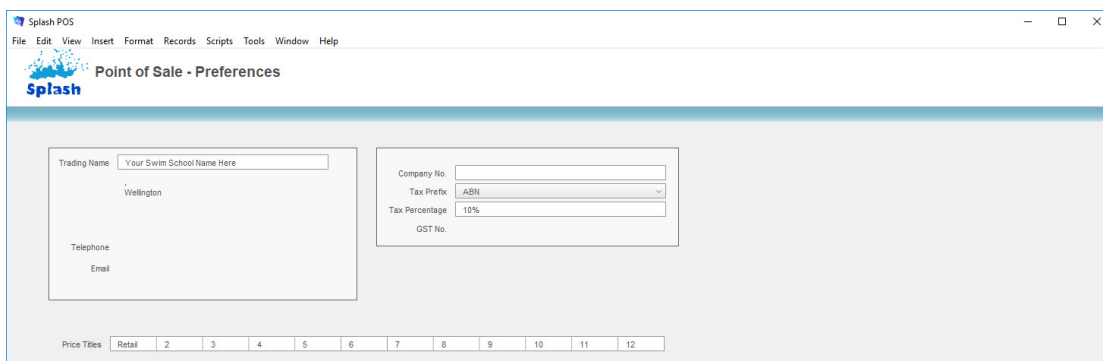 Splash POS
File Edit View Insert Format Records Scripts Tools Window Help
Splash
Point of Sale - Preferences
Trading Name Your Swim School Name Here
,
Wellington
Telephone
Email
Company No.
Tax Prefix ABN
Tax Percentage 10%
GST No.
Price Titles Retail 2 3 4 5 6 7 8 9 10 11 12